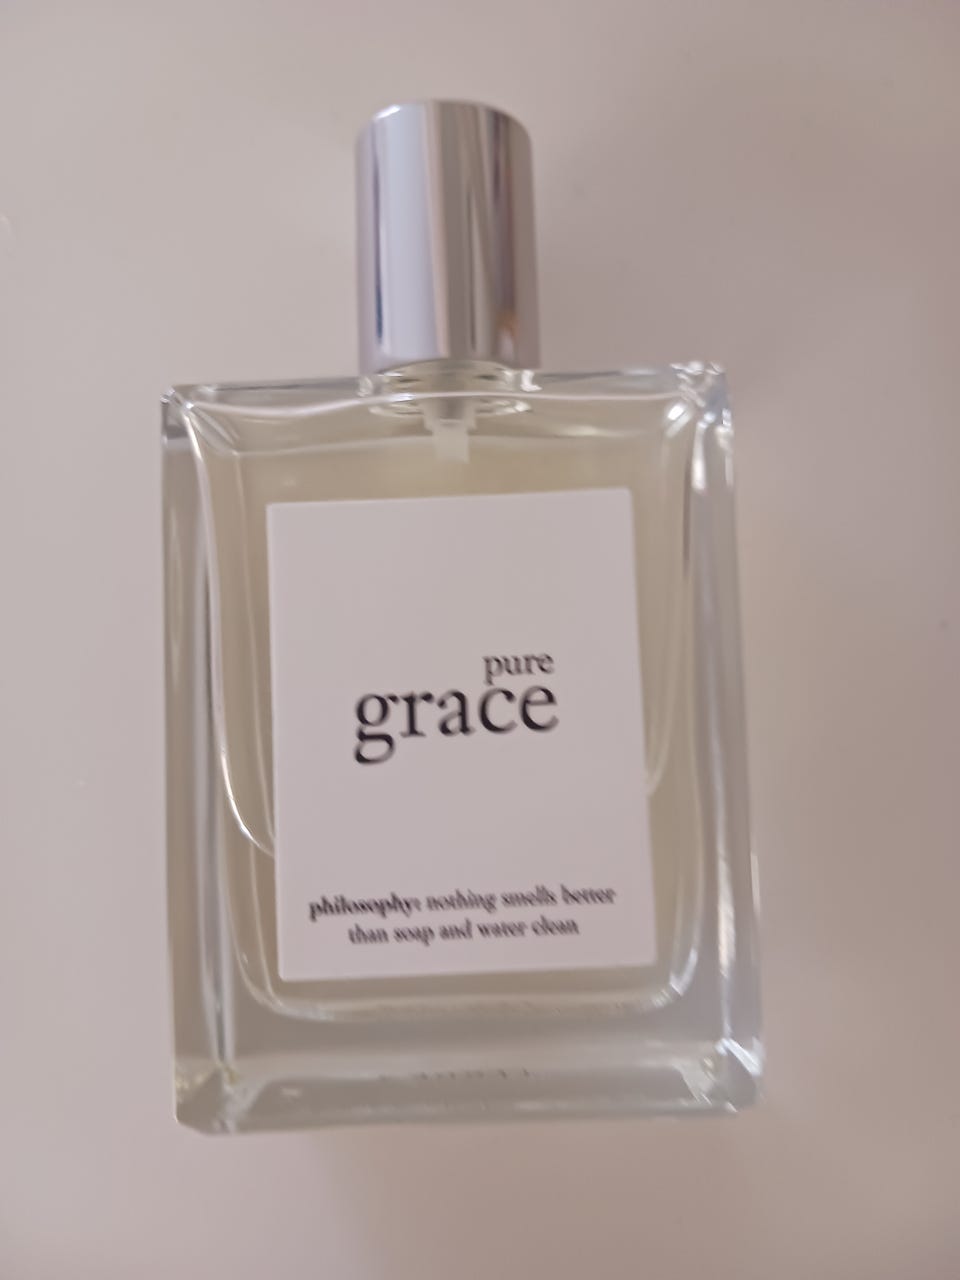 pure
grace
philosophy: nothing smells better
than soap and water clean